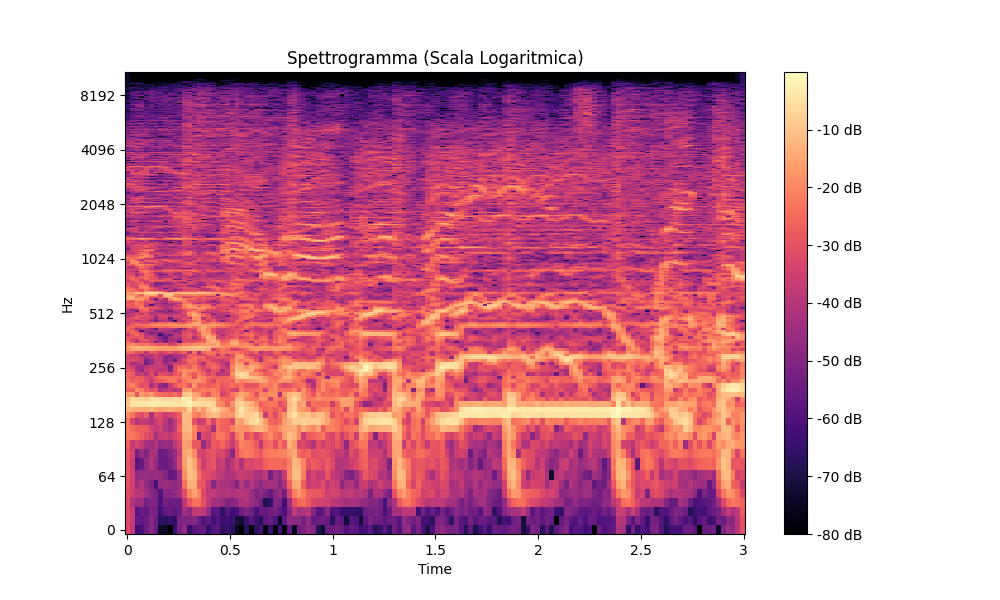 Spettrogramma (Scala Logaritmica)
Hz
8192
4096
2048
1024
512
256
128
64
0
0
0.5
1
1.5
2
2.5
3
Time
-10 dB
-20 dB
-30 dB
-40 dB
-50 dB
-60 dB
-70 dB
-80 dB